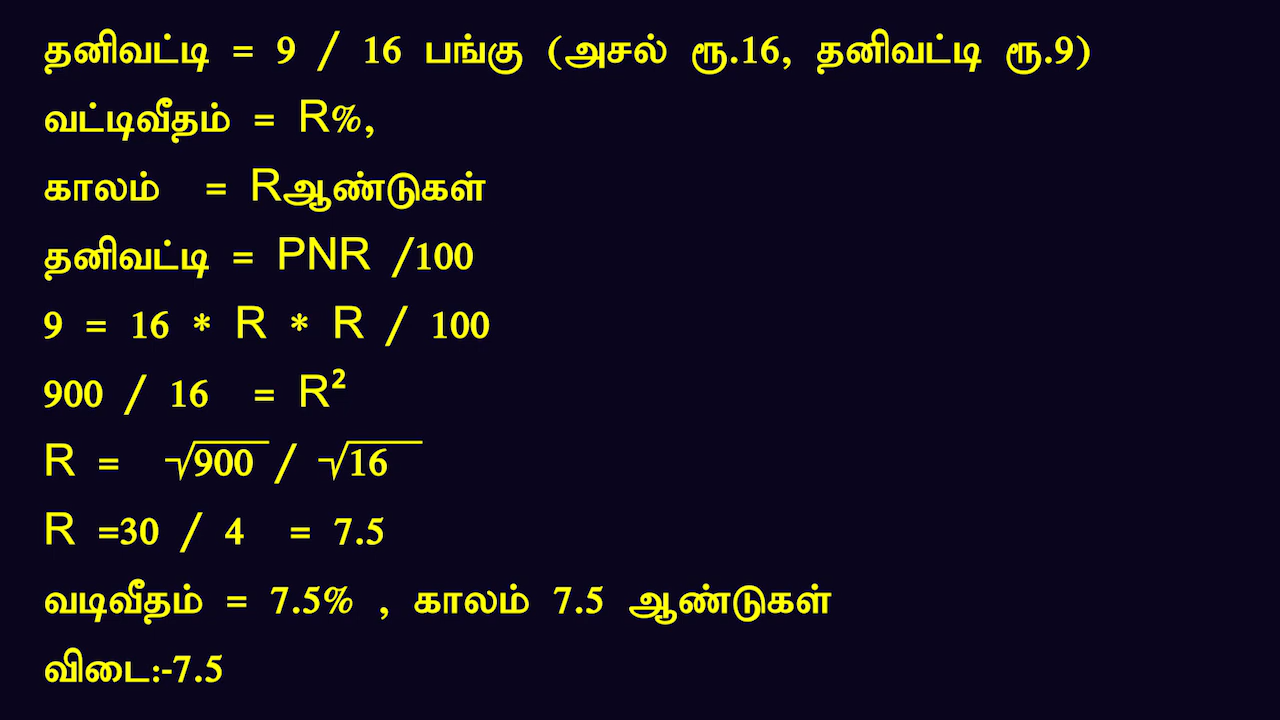 தனிவட்டி = 9 / 16 பங்கு (அசல் ரூ.16, தனிவட்டி ரூ.9)
வட்டிவீதம் = R%,
காலம் = Rஆண்டுகள்
தனிவட்டி = PNR /100
9 = 16 * R * R / 100
900 / 16 = R²
R = √900 / √16
R =30 / 4 = 7.5
வடிவீதம் = 7.5% , காலம் 7.5 ஆண்டுகள்
விடை:-7.5